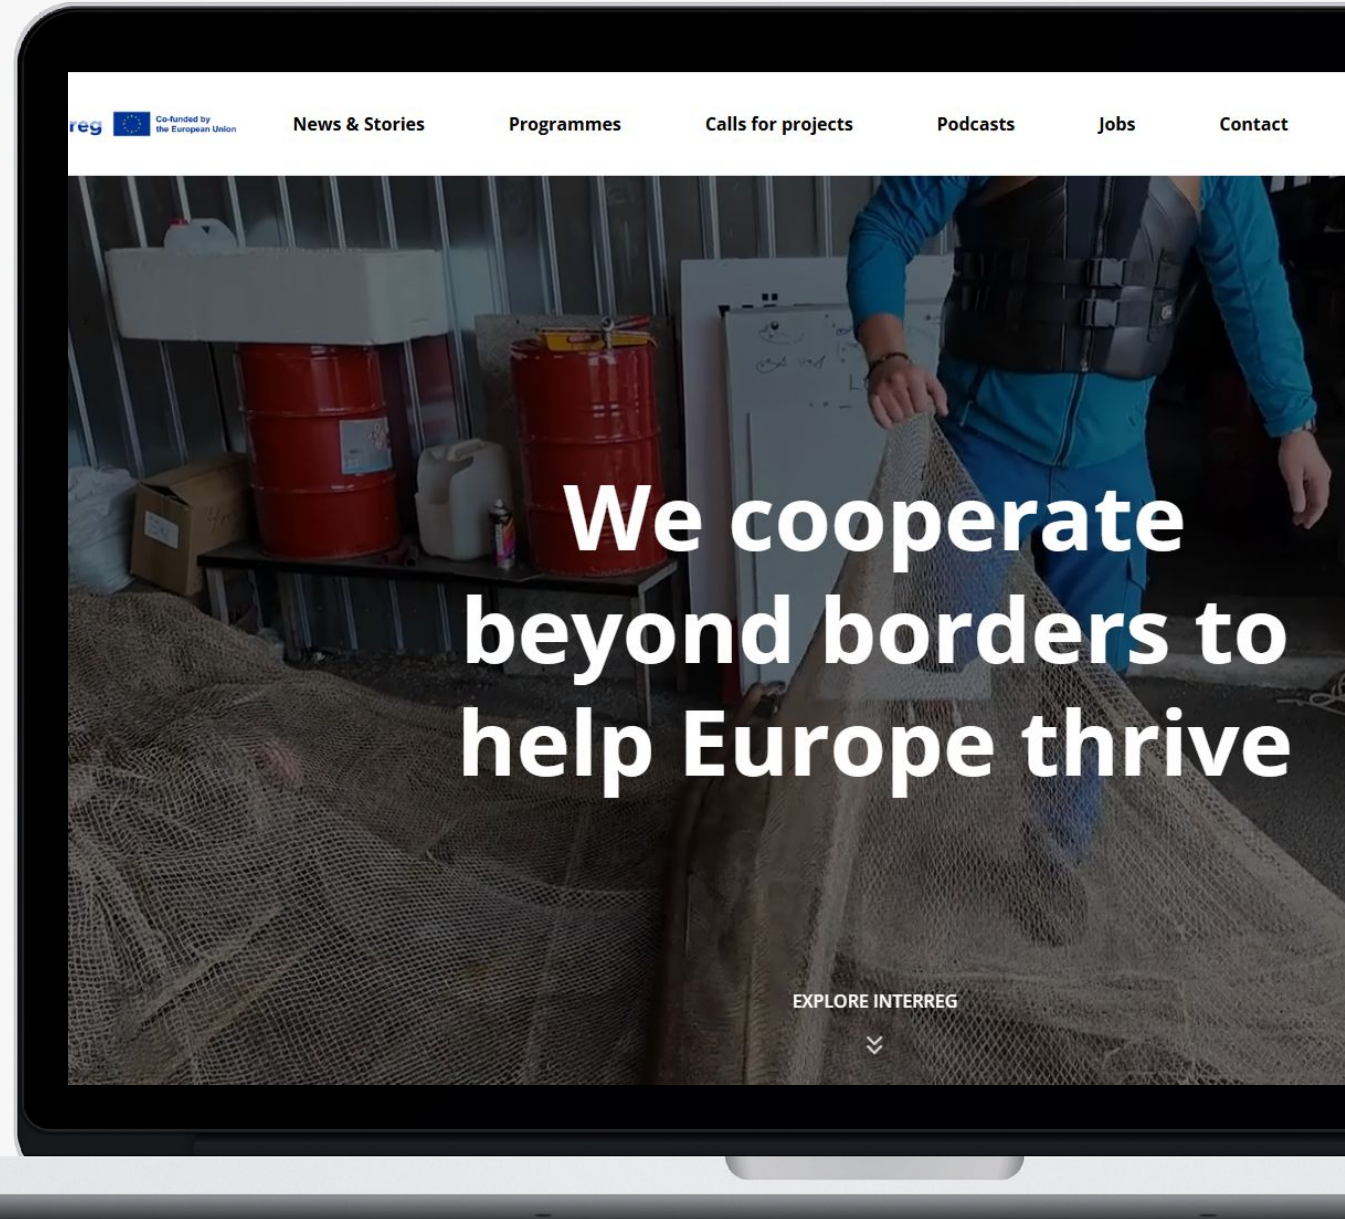 reg
Co-funded by
the European Union
News & Stories
Programmes
Calls for projects
Podcasts
Jobs
Contact
We cooperate
beyond borders to
help Europe thrive
EXPLORE INTERREG